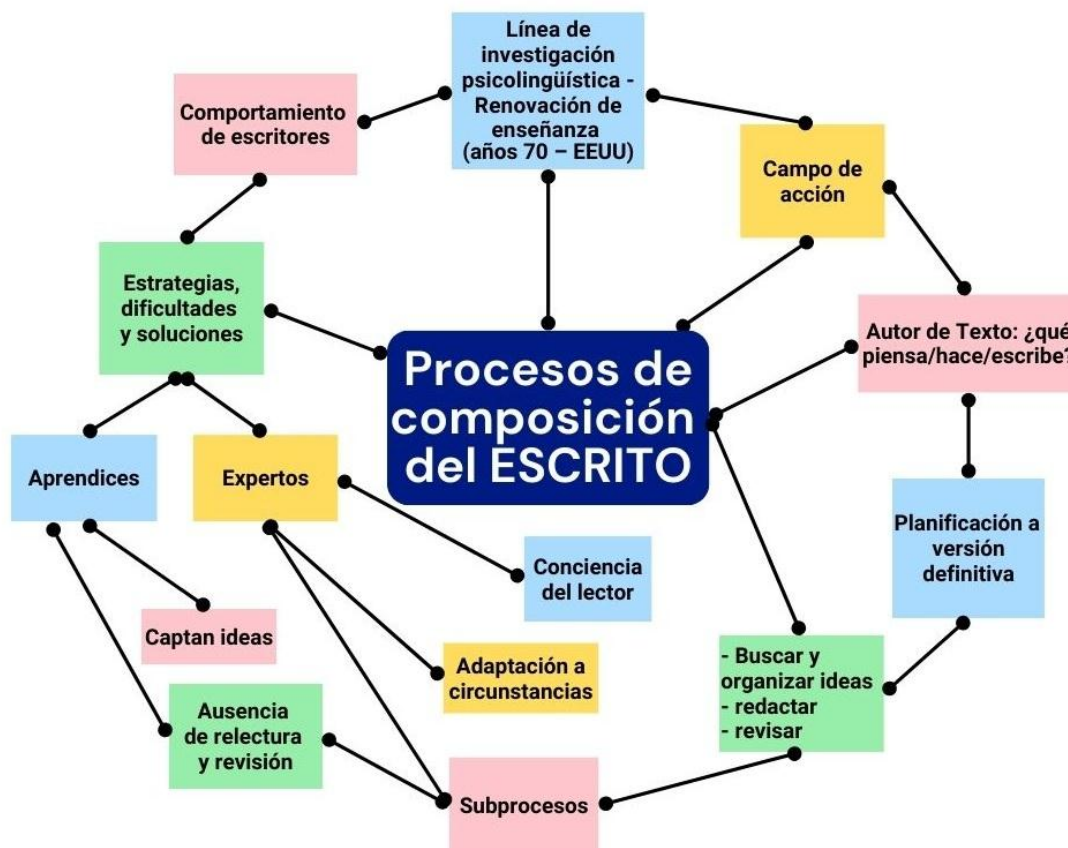 Línea de
investigación
psicolingüística -
Renovación de
enseñanza
(años 70 – EEUU)
Comportamiento
de escritores
Campo de
acción
Estrategias,
dificultades
y soluciones
Autor de Texto: ¿qué
piensa/hace/escribe?
Procesos de
composición
del ESCRITO
Aprendices
Expertos
Planificación a
versión
definitiva
Conciencia
del lector
Captan ideas
Adaptación a
circunstancias
- Buscar y
organizar ideas
- redactar
- revisar
Ausencia
de relectura
y revisión
Subprocesos